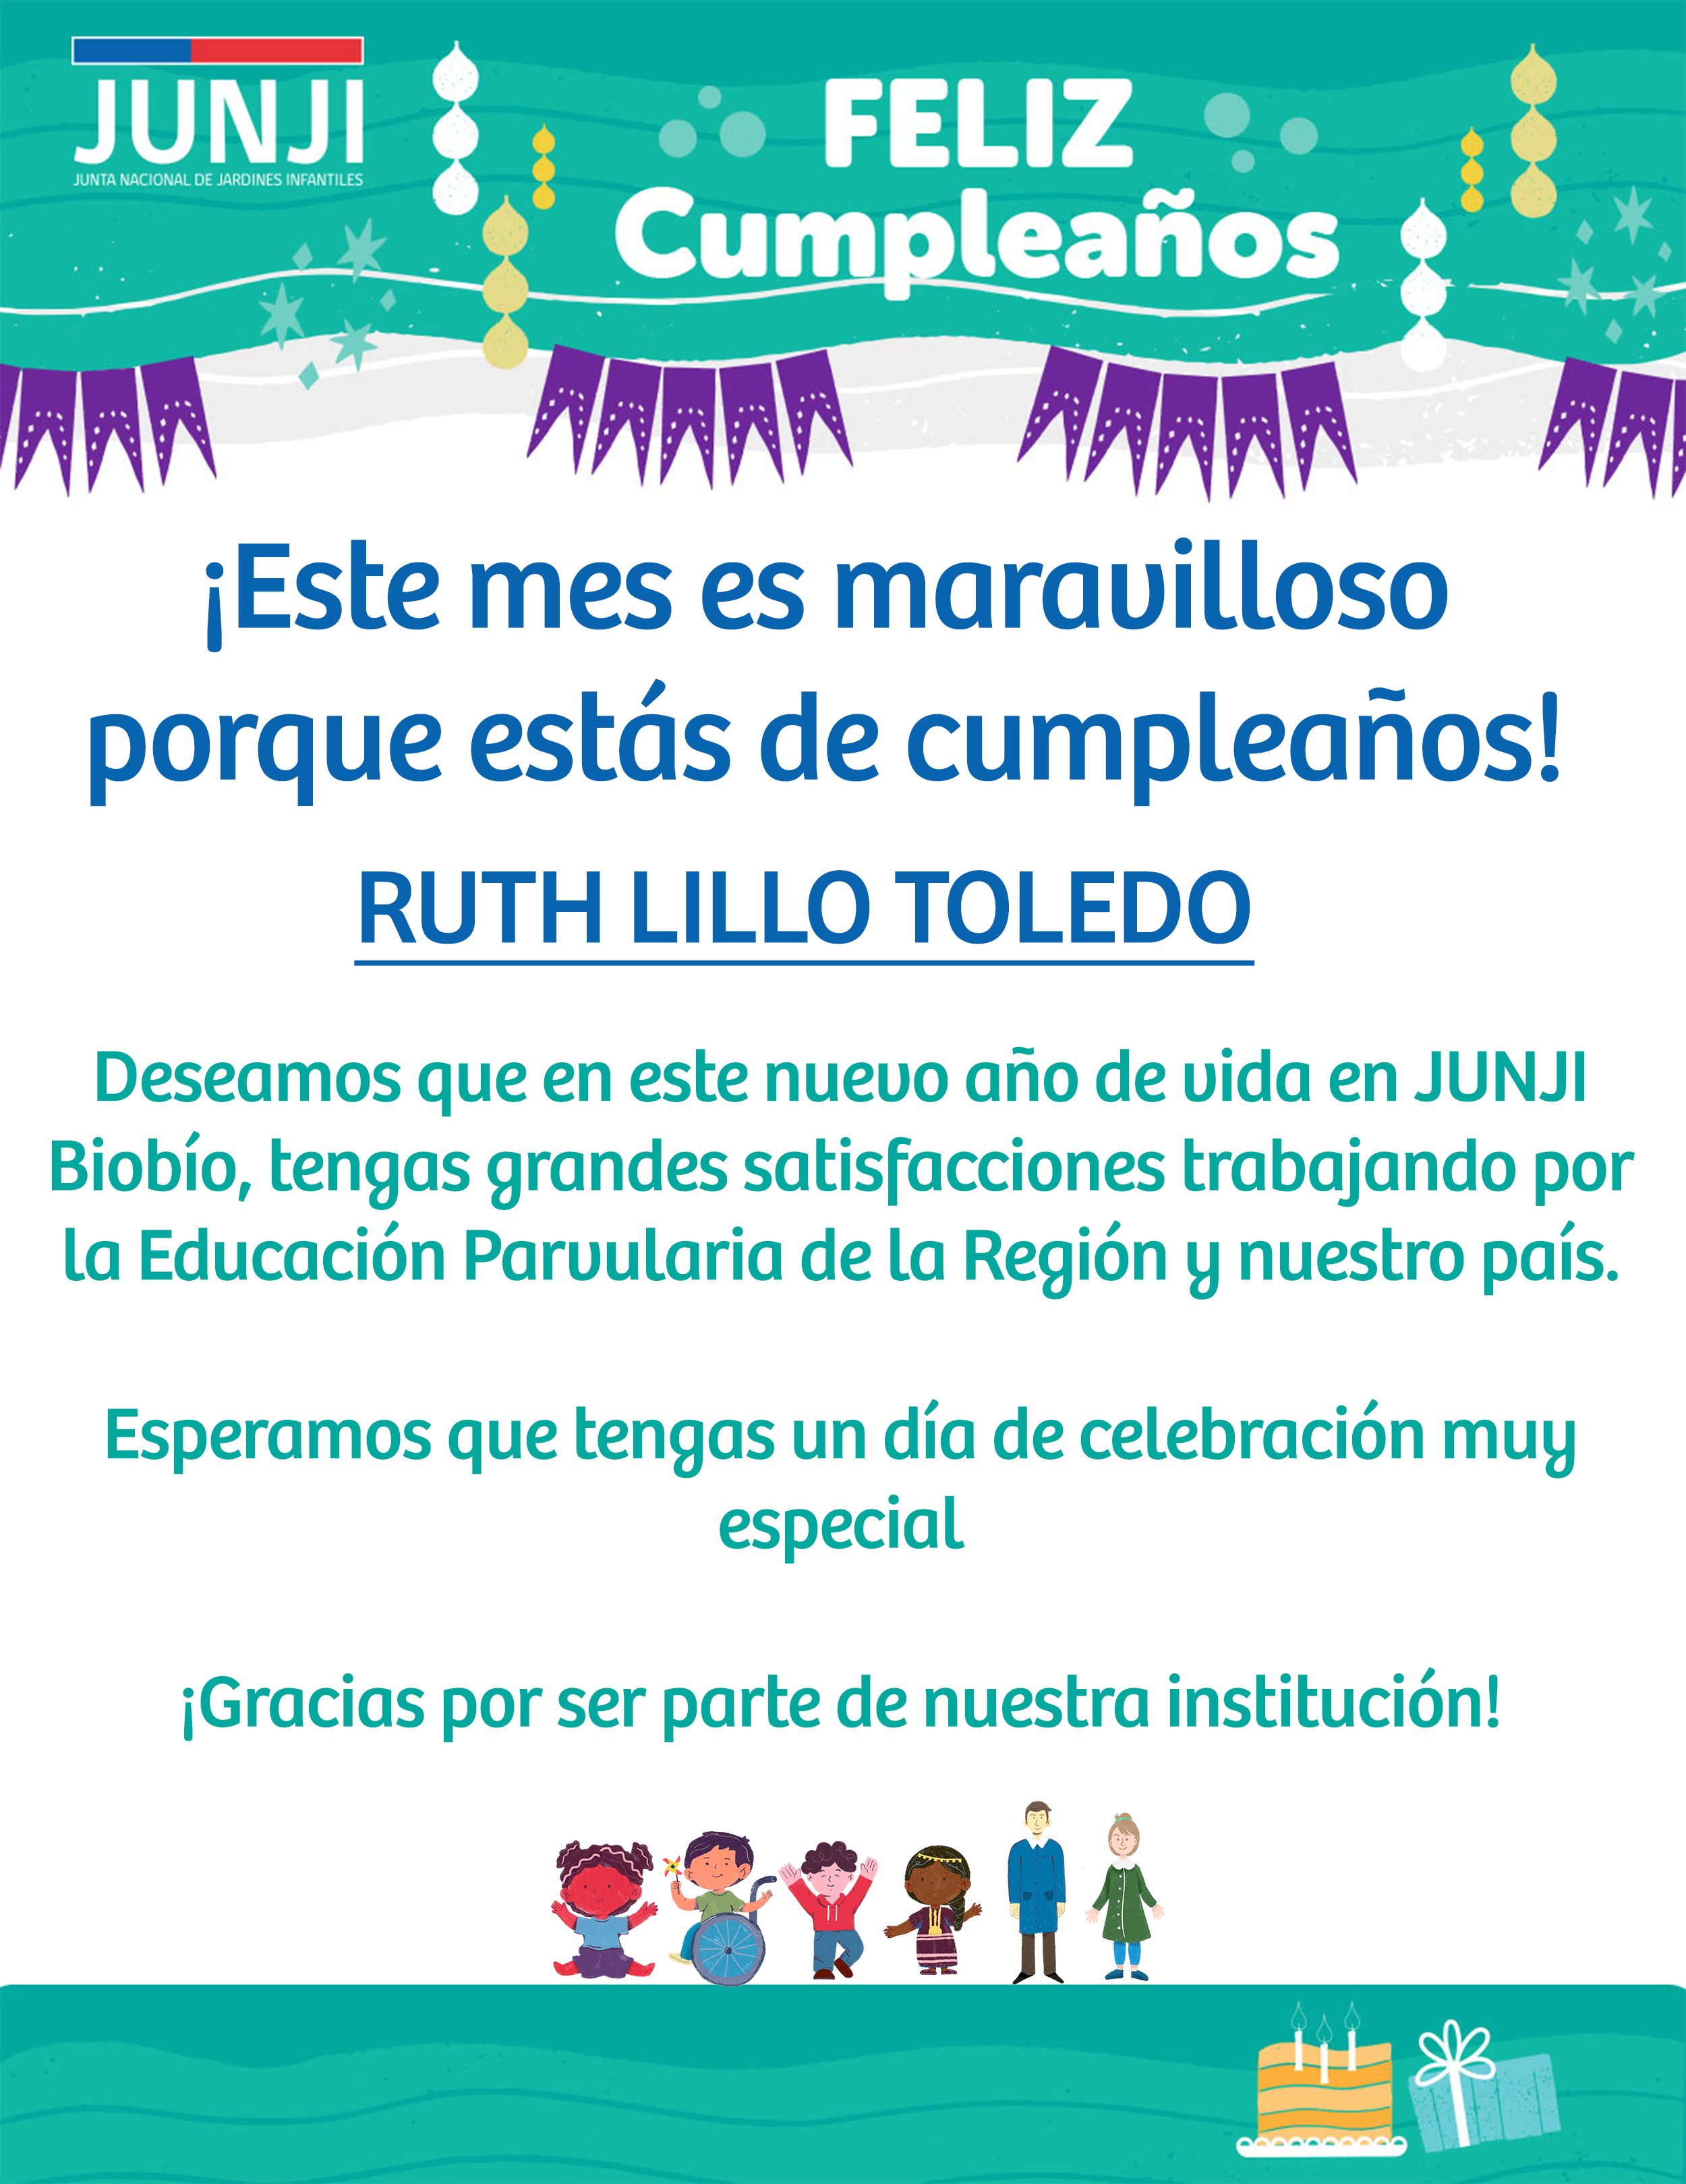 JUNJI
JUNTA NACIONAL DE JARDINES INFANTILES
FELIZ
Cumpleaños
¡Este mes es maravilloso
porque estás de cumpleaños!
RUTH LILLO TOLEDO
Deseamos que en este nuevo año de vida en JUNJI
Biobío, tengas grandes satisfacciones trabajando por
la Educación Parvularia de la Región y nuestro país.
Esperamos que tengas un día de celebración muy
especial
¡Gracias por ser parte de nuestra institución!